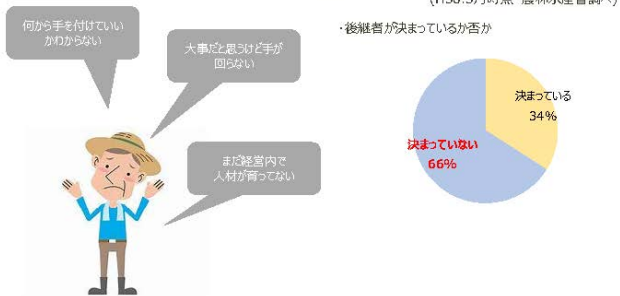 何から手を付けていい
かわからない
大事だと思うけど手が
回らない
まだ経営内で
人材が育ってない
・後継者が決まっているか否か
決まっている
34%
決まっていない
66%